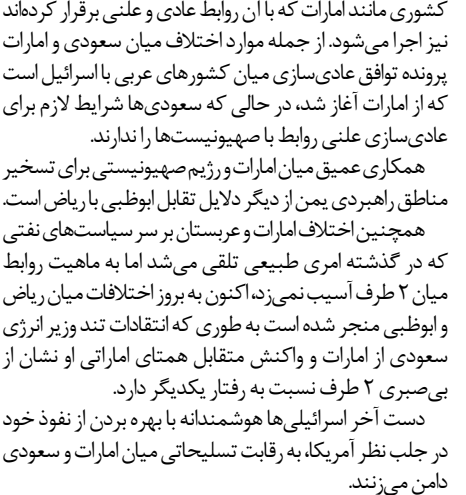 کشوری مانند امارات که با آن روابط عادی و علنی برقرار کرده‌اند
نیز اجرا می‌شود. از جمله موارد اختلاف میان سعودی و امارات
پرونده توافق عادی‌سازی میان کشورهای عربی با اسرائیل است
که از امارات آغاز شد، در حالی که سعودی‌ها شرایط لازم برای
عادی‌سازی علنی روابط با صهیونیست‌ها را ندارند.
همکاری عمیق میان امارات و رژیم صهیونیستی برای تسخیر
مناطق راهبردی یمن از دیگر دلایل تقابل ابوظبی با ریاض است.
همچنین اختلاف امارات و عربستان بر سر سیاست‌های نفتی
که در گذشته امری طبیعی تلقی می‌شد اما به ماهیت روابط
میان ۲ طرف آسیب نمی‌زد، اکنون به بروز اختلافات میان ریاض
و ابوظبی منجر شده است به طوری که انتقادات تند وزیر انرژی
سعودی از امارات و واکنش متقابل همتای اماراتی او نشان از
بی‌صبری ۲ طرف نسبت به رفتار یکدیگر دارد.
دست آخر اسرائیلی‌ها هوشمندانه با بهره بردن از نفوذ خود
در جلب نظر آمریکا، به رقابت تسلیحاتی میان امارات و سعودی
دامن می‌زنند.